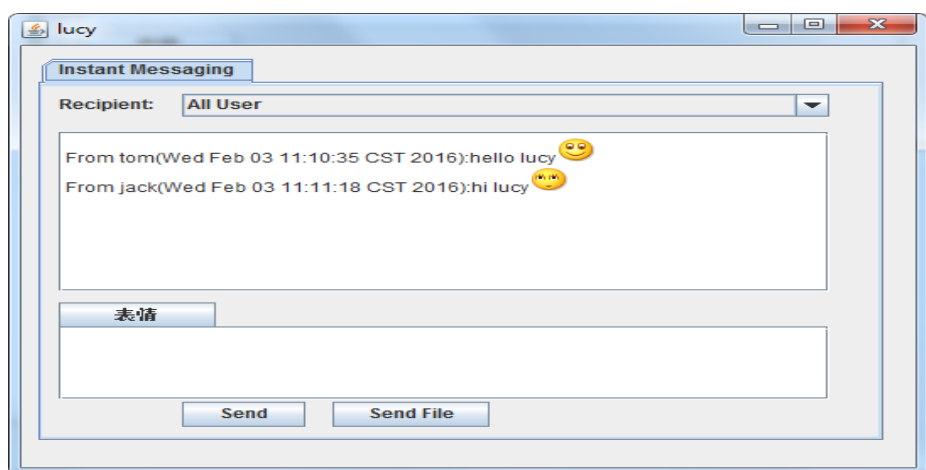 lucy
Instant Messaging
Recipient: All User
From tom(Wed Feb 03 11:10:35 CST 2016):hello lucy
From jack(Wed Feb 03 11:11:18 CST 2016):hi lucy
表情
Send Send File